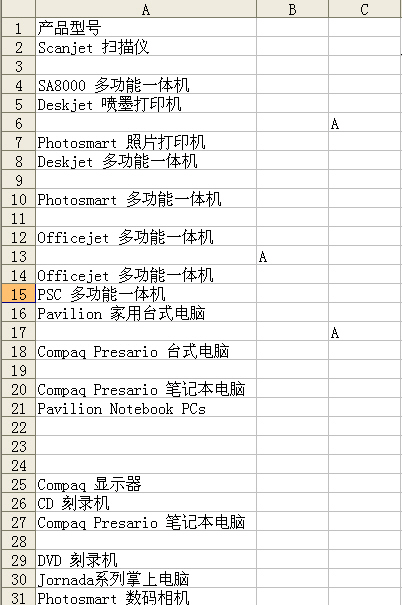 A B C
1 产品型号
2 Scanjet 扫描仪
3
4 SA8000 多功能一体机
5 Deskjet 喷墨打印机
6 A
7 Photosmart 照片打印机
8 Deskjet 多功能一体机
9
10 Photosmart 多功能一体机
11
12 Officejet 多功能一体机
13 A
14 Officejet 多功能一体机
15 PSC 多功能一体机
16 Pavilion 家用台式电脑
17 A
18 Compaq Presario 台式电脑
19
20 Compaq Presario 笔记本电脑
21 Pavilion Notebook PCs
22
23
24
25 Compaq 显示器
26 CD 刻录机
27 Compaq Presario 笔记本电脑
28
29 DVD 刻录机
30 Jornada系列掌上电脑
31 Photosmart 数码相机